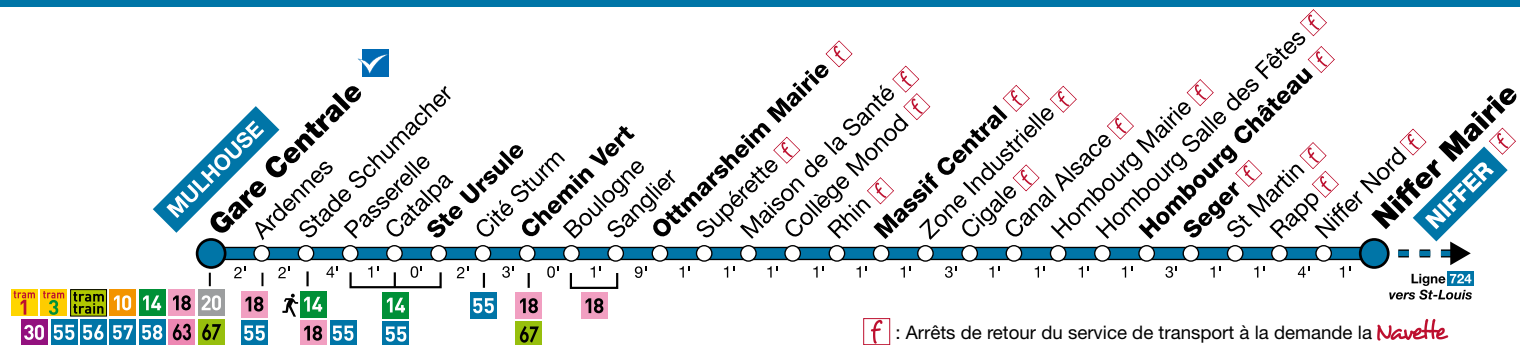 MULHOUSE
Gare Centrale
Ardennes
Stade Schumacher
Passerelle
Catalpa
Ste Ursule
Cité Sturm
Chemin Vert
Boulogne
Sanglier
Ottmarsheim Mairie f
Supérette f
Maison de la Santé f
Collège Monod f
Rhin f
Massif Central f
Zone Industrielle f
Cigale f
Canal Alsace f
Hombourg Mairie f
Hombourg Salle des Fêtes f
Hombourg Château f
Seger f
St Martin f
Rapp f
Niffer Nord f
Niffer Mairie
NIFFER f
2' 2' 4' 1' 0' 2' 3' 0' 1' 9' 1' 1' 1' 1' 1' 1' 3' 1' 1' 1' 1' 3' 1' 1' 4' 1'
Ligne 724
vers St-Louis
tram 1 tram 3 tram train 10 14 18 20
30 55 56 57 58 63 67
18
55
14
18 55
14
55
55
18
67
18
f : Arrêts de retour du service de transport à la demande la Navette